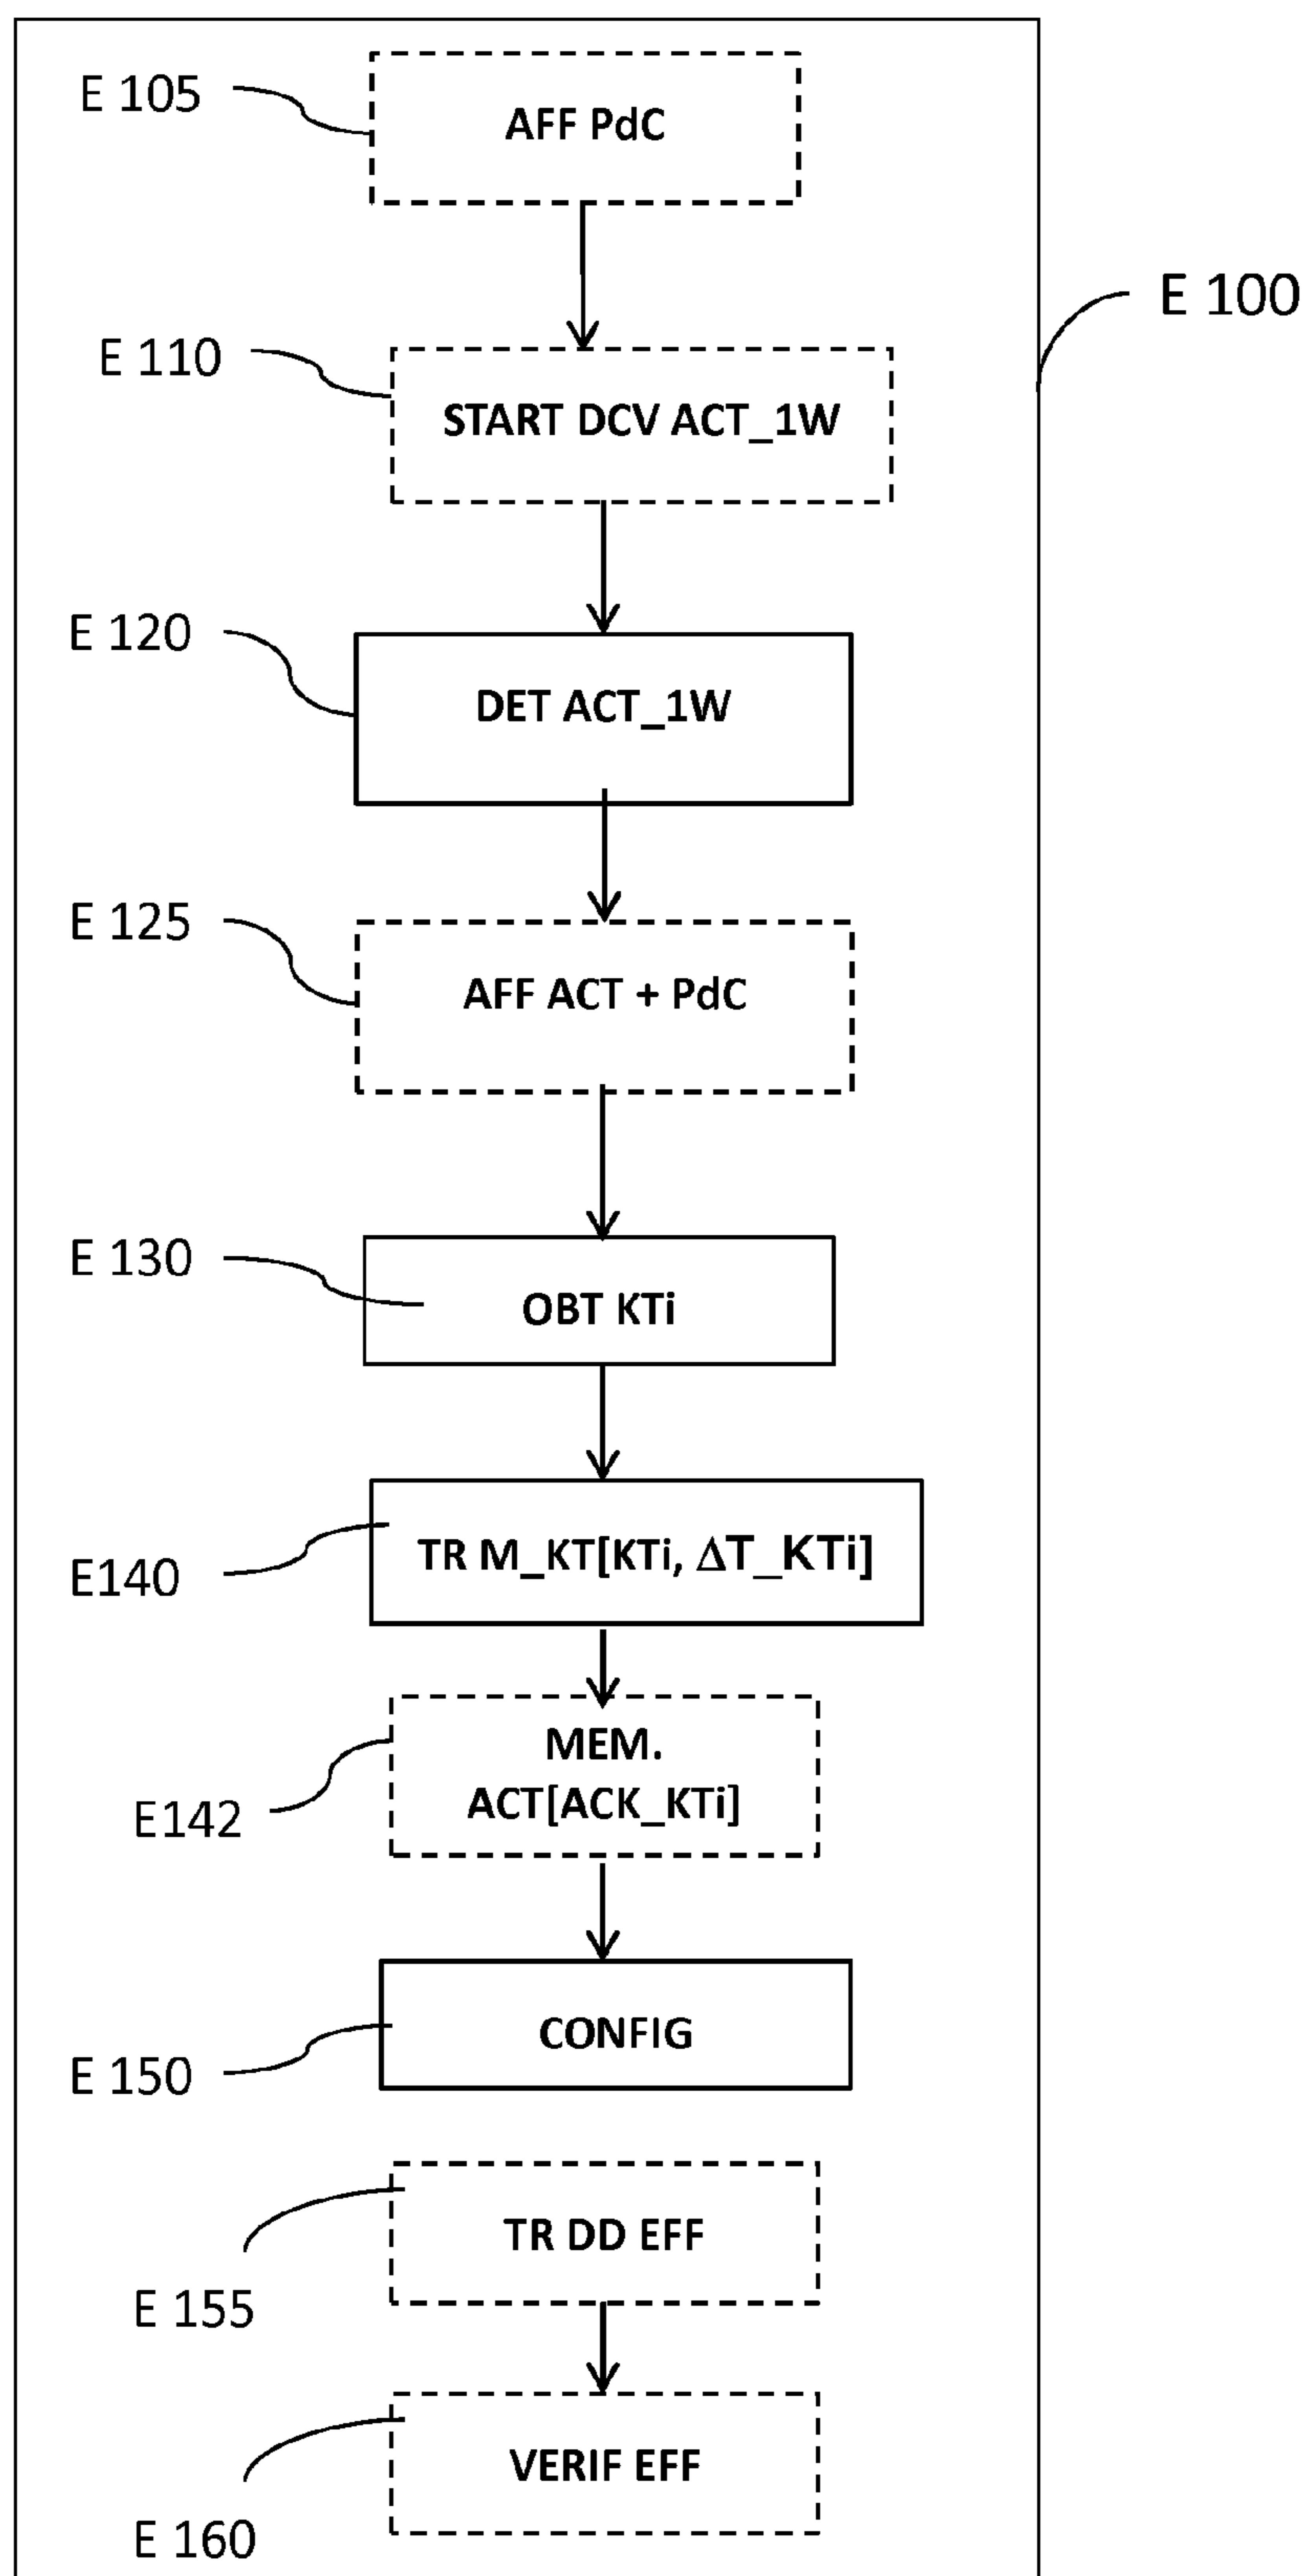 E 105
AFF PdC
E 100
E 110
START DCV ACT_1W
E 120
DET ACT_1W
E 125
AFF ACT + PdC
E 130
OBT KTi
E140
TR M_KT[KTi, ΔT_KTi]
E142
MEM.
ACT[ACK_KTi]
E 150
CONFIG
E 155
TR DD EFF
E 160
VERIF EFF